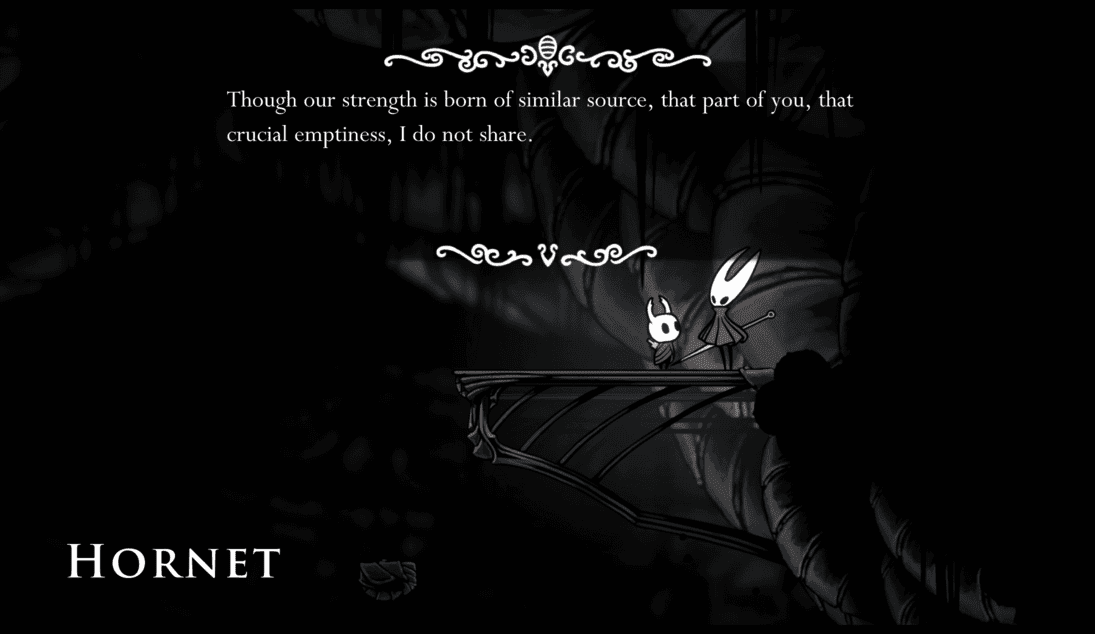 Though our strength is born of similar source, that part of you, that
crucial emptiness, I do not share.
HORNET